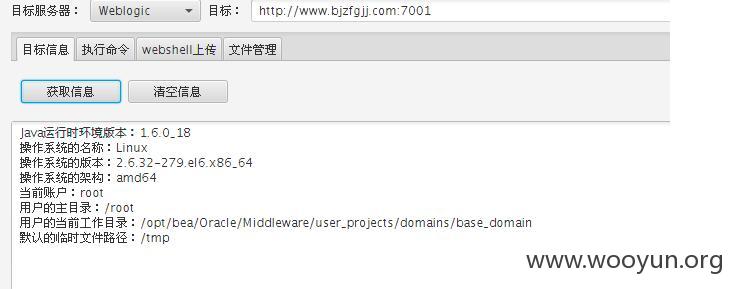 目标服务器： Weblogic 目标： http://www.bjzfgjj.com:7001
目标信息 执行命令 webshell上传 文件管理
获取信息 清空信息
Java运行时环境版本：1.6.0_18
操作系统的名称：Linux
操作系统的版本：2.6.32-279.el6.x86_64
操作系统的架构：amd64
当前账户：root
用户的主目录：/root
用户的当前工作目录：/opt/bea/Oracle/Middleware/user_projects/domains/base_domain
默认的临时文件路径：/tmp
www.wooyun.org